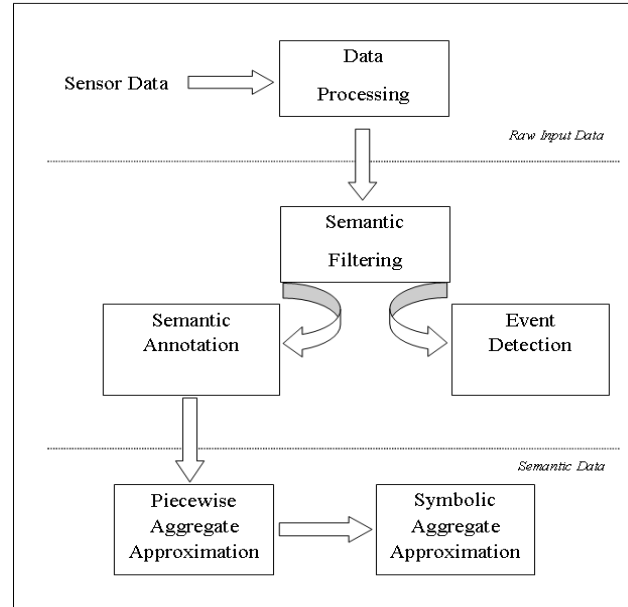 Data
Processing
Sensor Data
Raw Input Data
Semantic
Filtering
Semantic
Annotation
Event
Detection
Semantic Data
Piecewise
Aggregate
Approximation
Symbolic
Aggregate
Approximation